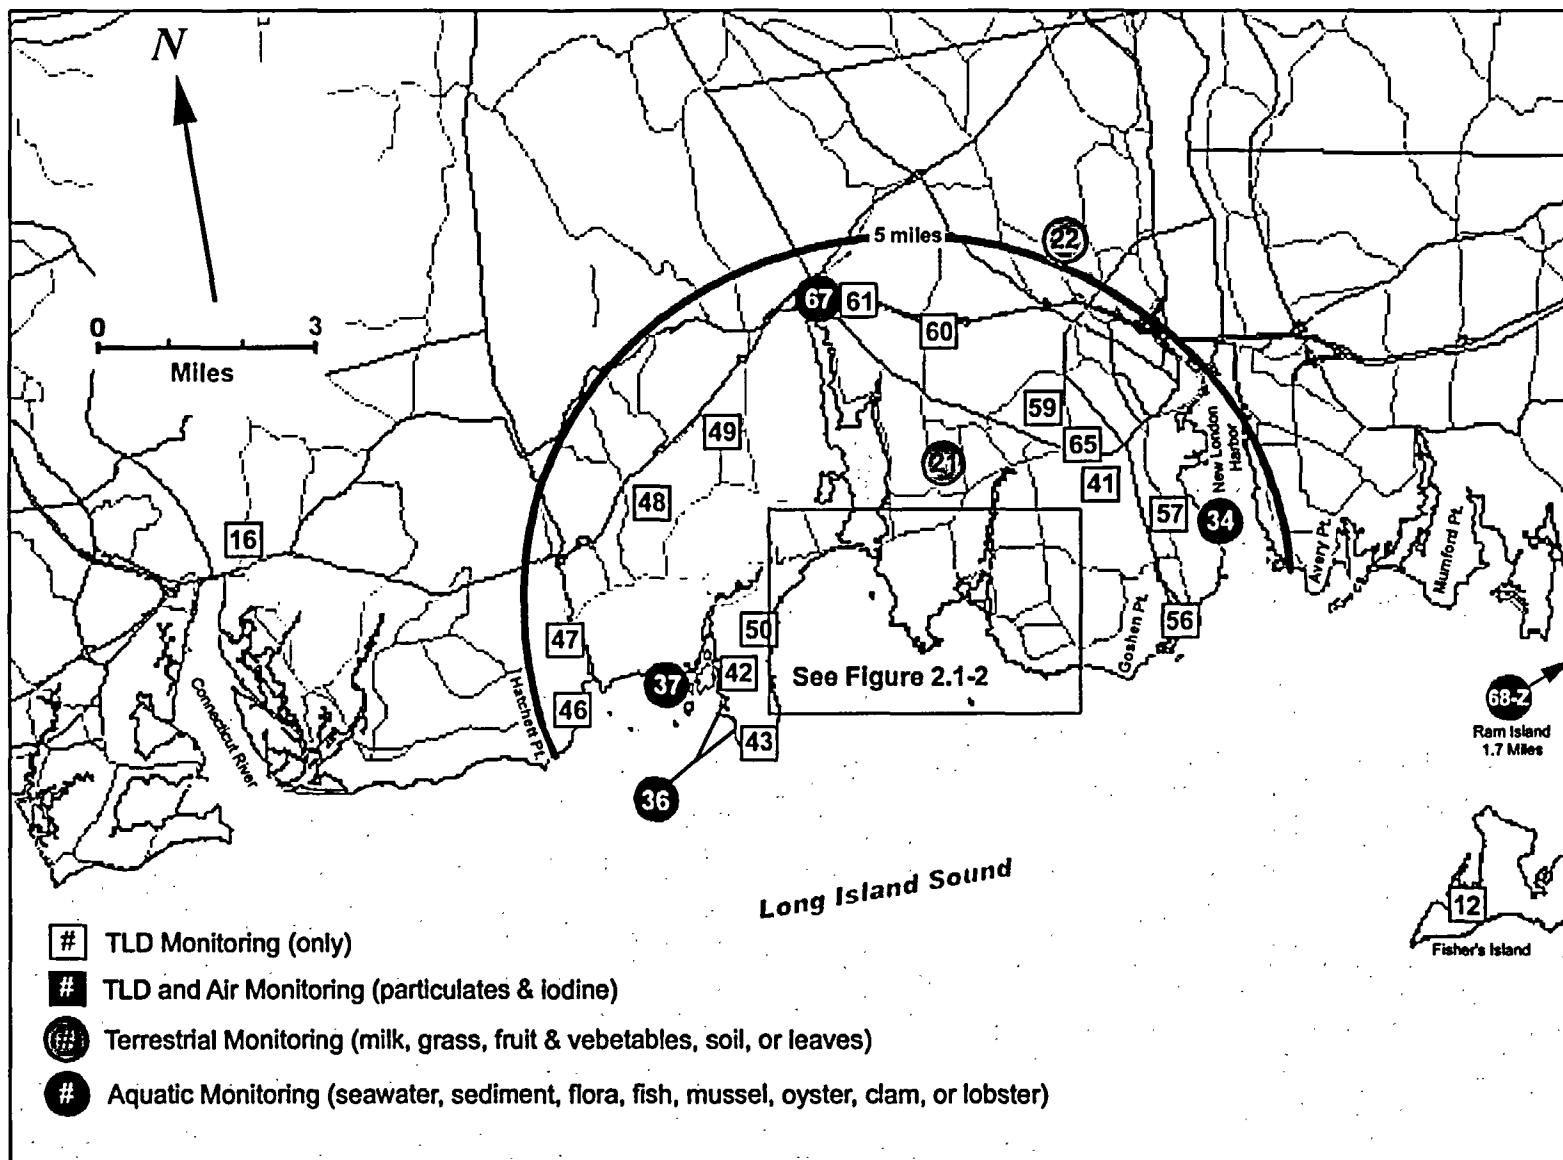 N
5 miles
22
67
61
60
0 3
Miles
59
49
65
21
41
48
57
34
New London
Harbor
16
Avery Pt.
Mumford Pt.
47
50
56
Goshen Pt.
42
37
See Figure 2.1-2
46
Hatchett Pt.
43
Connecticut River
68-Z
Ram Island
1.7 Miles
36
Long Island Sound
12
Fisher's Island
# TLD Monitoring (only)
# TLD and Air Monitoring (particulates & iodine)
# Terrestrial Monitoring (milk, grass, fruit & vebetables, soil, or leaves)
# Aquatic Monitoring (seawater, sediment, flora, fish, mussel, oyster, clam, or lobster)